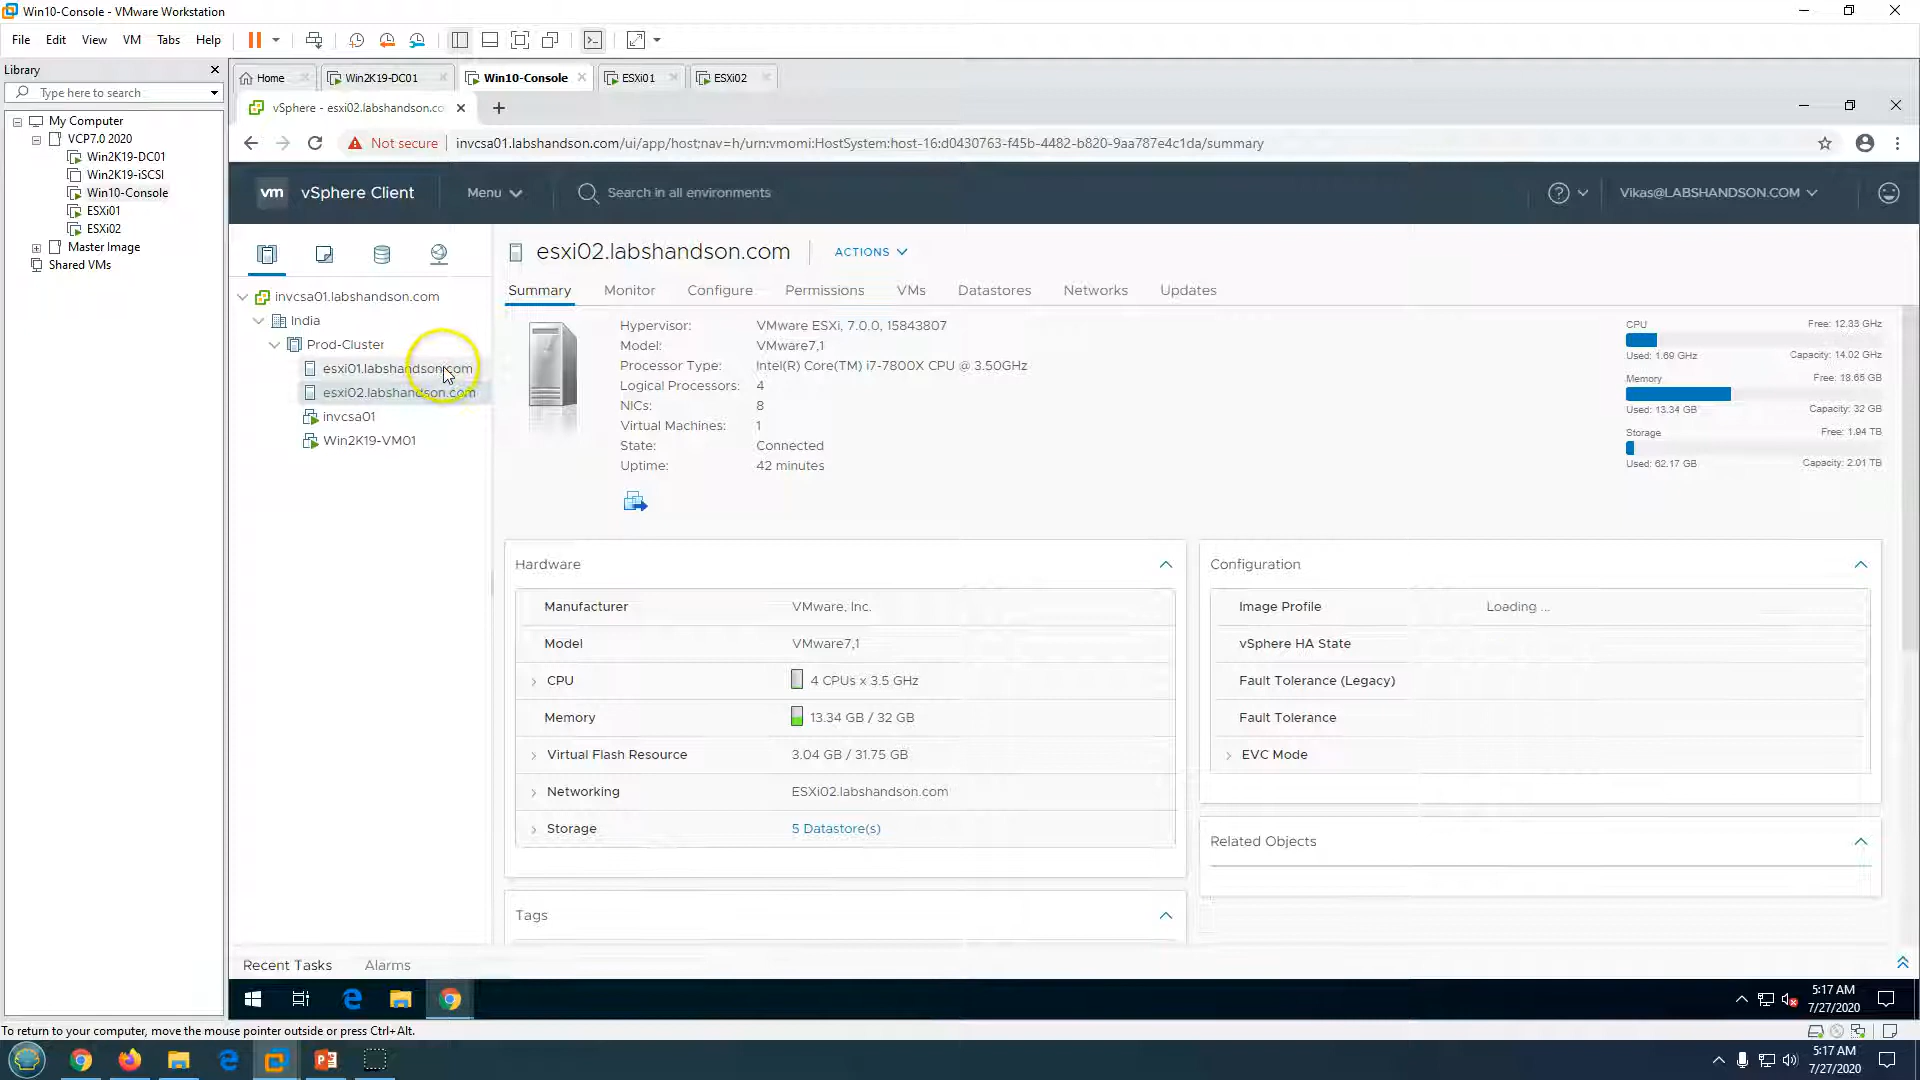 Win10-Console - VMware Workstation
File Edit View VM Tabs Help
Library
Type here to search
My Computer
VCP7.0 2020
Win2K19-DC01
Win2K19-iSCSI
Win10-Console
ESXi01
ESXi02
Master Image
Shared VMs
Home Win2K19-DC01 Win10-Console ESXi01 ESXi02
vSphere - esxi02.labshandson.co
Not secure invcsa01.labshandson.com/ui/app/host;nav=h/urn:vmomi:HostSystem:host-16:d0430763-f45b-4482-b820-9aa787e4c1da/summary
vm vSphere Client Menu Search in all environments Vikas@LABSHANDSON.COM
invcsa01.labshandson.com
India
Prod-Cluster
esxi01.labshandson.com
esxi02.labshandson.com
invcsa01
Win2K19-VM01
esxi02.labshandson.com ACTIONS
Summary Monitor Configure Permissions VMs Datastores Networks Updates
Hypervisor: VMware ESXi, 7.0.0, 15843807
Model: VMware7,1
Processor Type: Intel(R) Core(TM) i7-7800X CPU @ 3.50GHz
Logical Processors: 4
NICs: 8
Virtual Machines: 1
State: Connected
Uptime: 42 minutes
CPU Free: 12.33 GHz
Used: 1.69 GHz Capacity: 14.02 GHz
Memory Free: 18.65 GB
Used: 13.34 GB Capacity: 32 GB
Storage Free: 1.94 TB
Used: 62.17 GB Capacity: 2.01 TB
Hardware
Manufacturer VMware, Inc.
Model VMware7,1
CPU 4 CPUs x 3.5 GHz
Memory 13.34 GB / 32 GB
Virtual Flash Resource 3.04 GB / 31.75 GB
Networking ESXi02.labshandson.com
Storage 5 Datastore(s)
Tags
Configuration
Image Profile Loading ...
vSphere HA State
Fault Tolerance (Legacy)
Fault Tolerance
EVC Mode
Related Objects
Recent Tasks Alarms
5:17 AM
7/27/2020
To return to your computer, move the mouse pointer outside or press Ctrl+Alt.
5:17 AM
7/27/2020